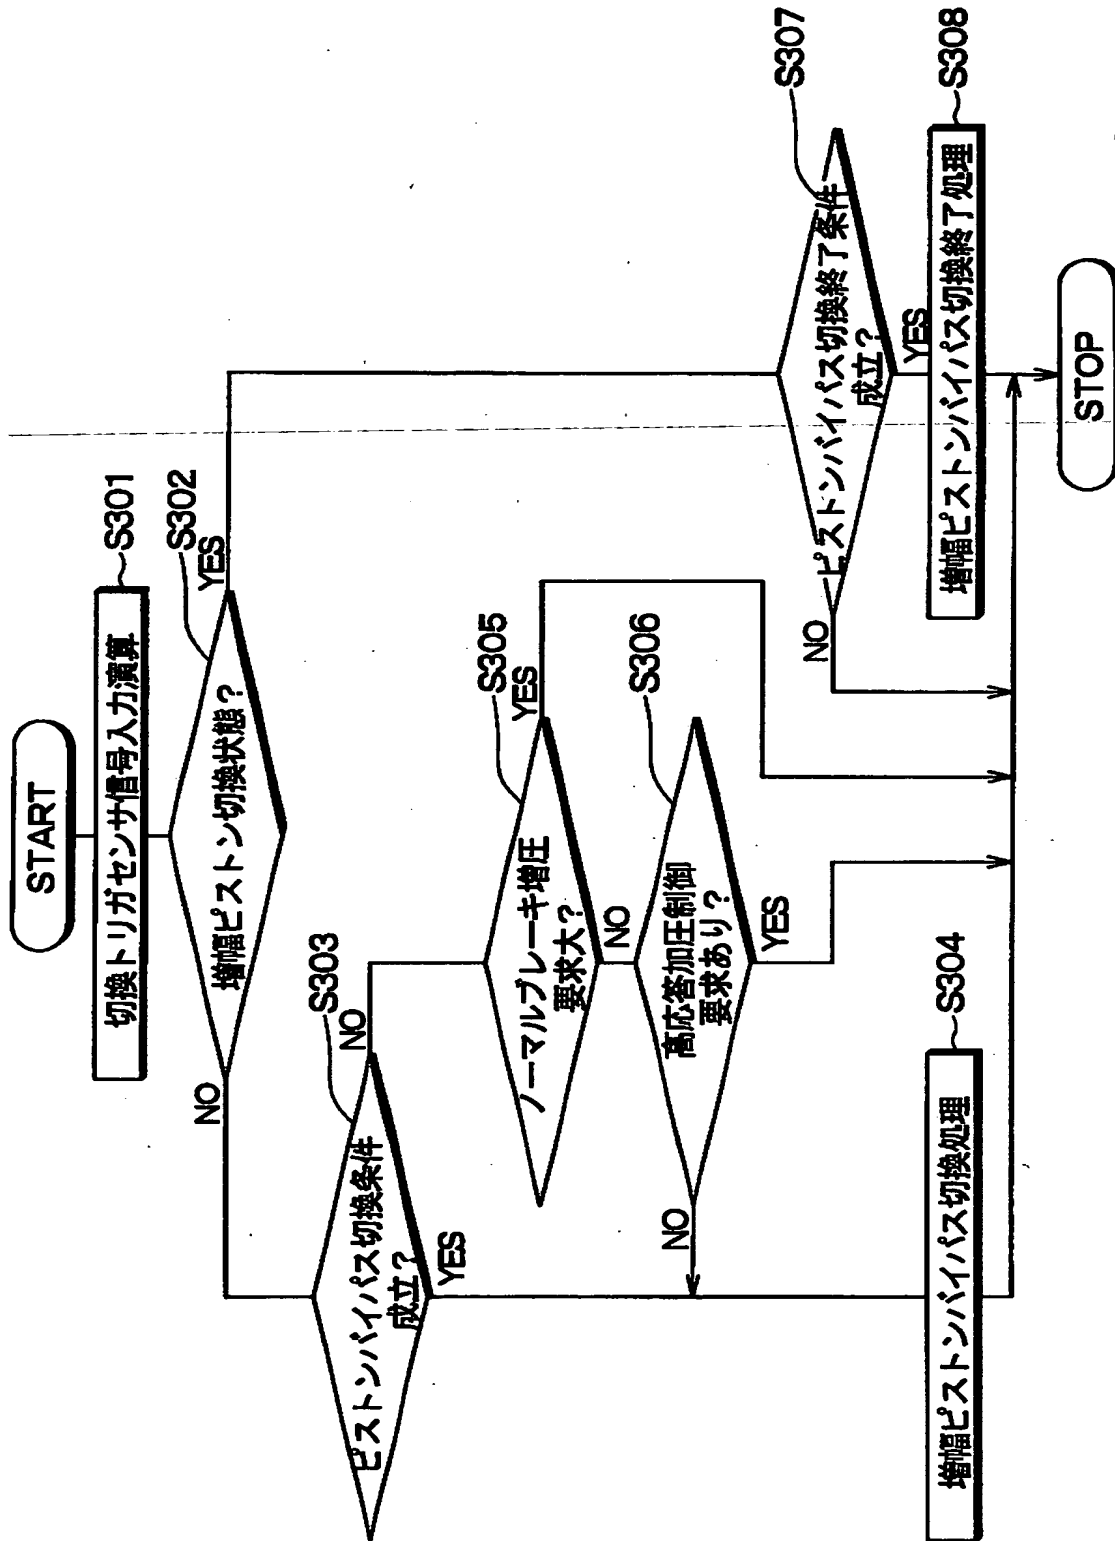 START
切換トリガセンサ信号入力演算
S301
増幅ピストン切換状態？
S302
NO
YES
ピストンバイパス切換条件
成立？
S303
NO
YES
ノーマルブレーキ増圧
要求大？
S305
YES
NO
高応答加圧制御
要求あり？
S306
NO
YES
ピストンバイパス切換終了条件
成立？
S307
NO
YES
増幅ピストンバイパス切換処理
S304
増幅ピストンバイパス切換終了処理
S308
STOP